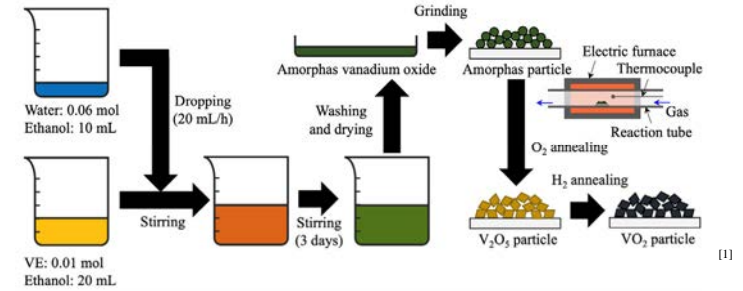 Grinding
Amorphas vanadium oxide
Amorphas particle
Electric furnace
Thermocouple
Gas
Reaction tube
Water: 0.06 mol
Ethanol: 10 mL
Dropping
(20 mL/h)
Washing
and drying
O₂ annealing
H₂ annealing
Stirring
Stirring
(3 days)
V₂O₅ particle
VO₂ particle
VE: 0.01 mol
Ethanol: 20 mL
[1]